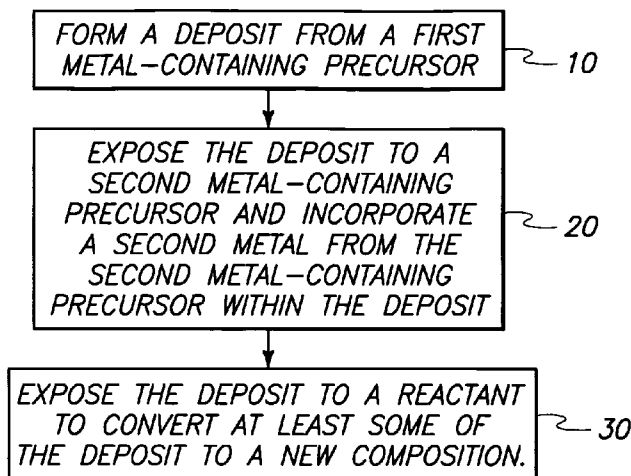 FORM A DEPOSIT FROM A FIRST
METAL-CONTAINING PRECURSOR
10
EXPOSE THE DEPOSIT TO A
SECOND METAL-CONTAINING
PRECURSOR AND INCORPORATE
A SECOND METAL FROM THE
SECOND METAL-CONTAINING
PRECURSOR WITHIN THE DEPOSIT
20
EXPOSE THE DEPOSIT TO A REACTANT
TO CONVERT AT LEAST SOME OF
THE DEPOSIT TO A NEW COMPOSITION.
30